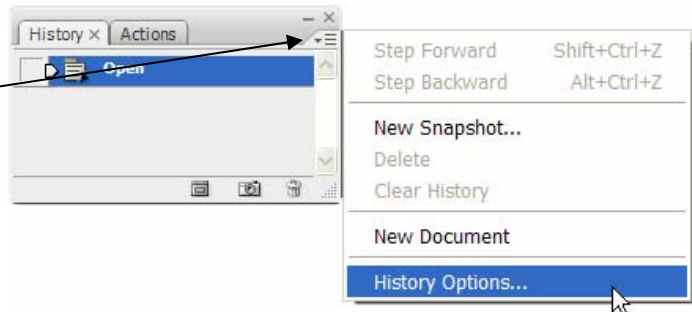 History × Actions
Open
Step Forward Shift+Ctrl+Z
Step Backward Alt+Ctrl+Z
New Snapshot...
Delete
Clear History
New Document
History Options...